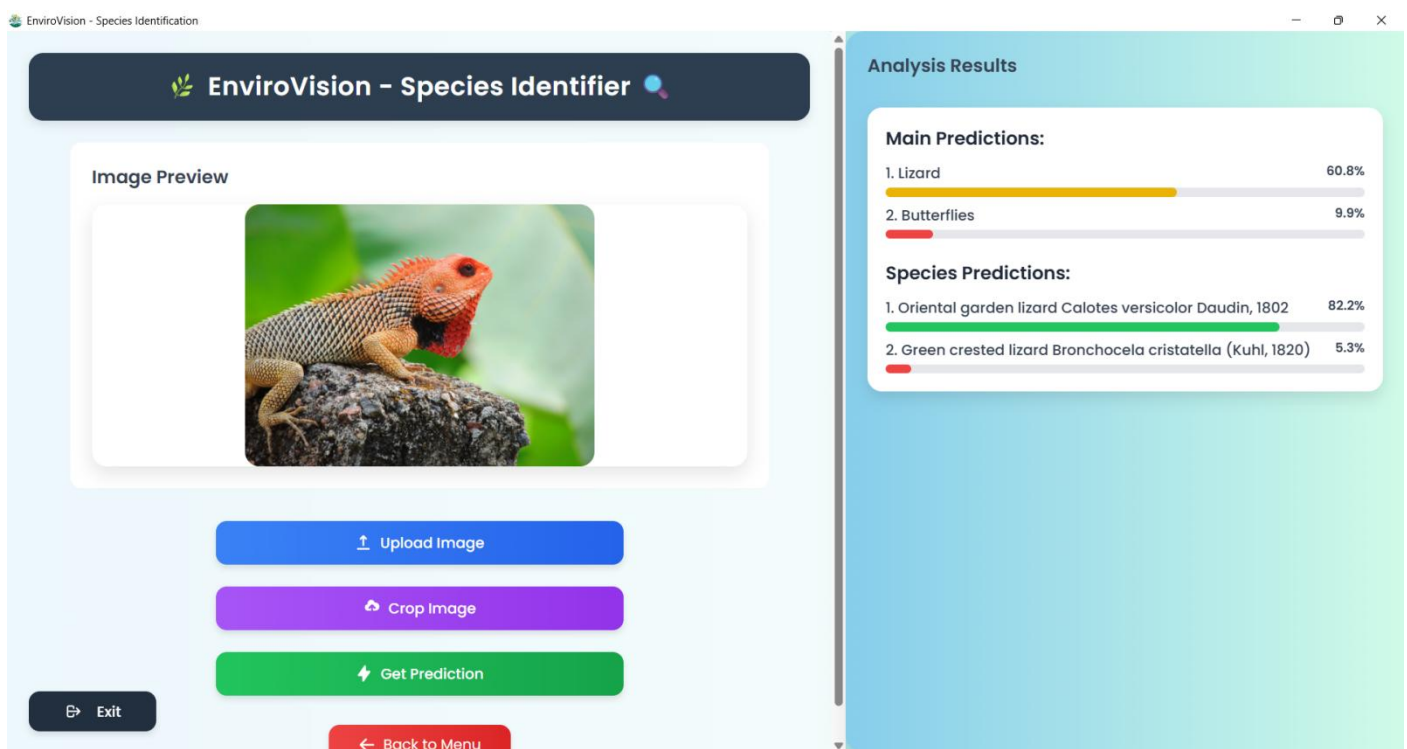 EnviroVision - Species Identification
EnviroVision - Species Identifier
Image Preview
Upload Image
Crop Image
Get Prediction
Exit
Back to Menu
Analysis Results
Main Predictions:
1. Lizard 60.8%
2. Butterflies 9.9%
Species Predictions:
1. Oriental garden lizard Calotes versicolor Daudin, 1802 82.2%
2. Green crested lizard Bronchocela cristatella (Kuhl, 1820) 5.3%